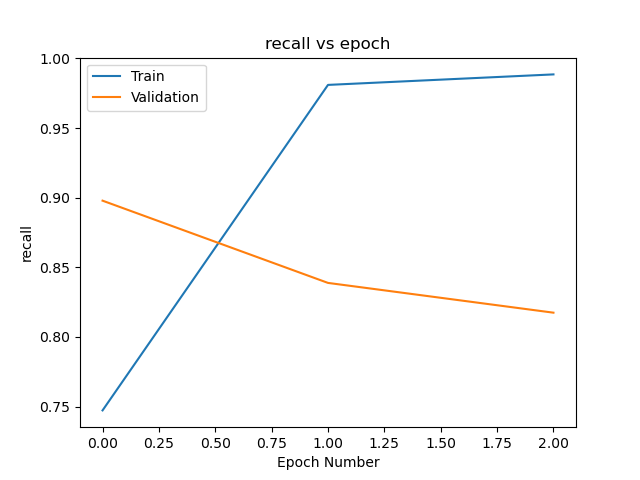 recall vs epoch
1.00
0.95
0.90
0.85
0.80
0.75
recall
Train
Validation
0.00 0.25 0.50 0.75 1.00 1.25 1.50 1.75 2.00
Epoch Number